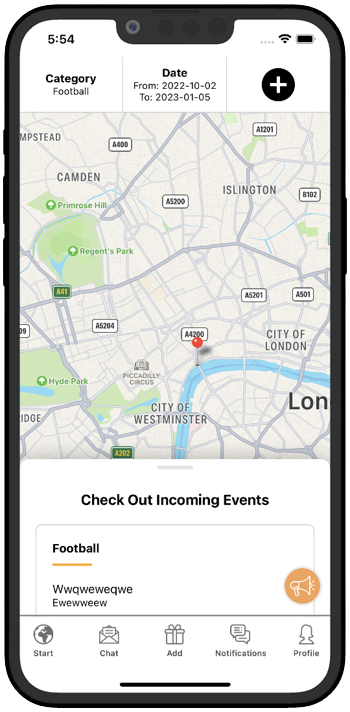 5:54
Category
Football
Date
From: 2022-10-02
To: 2023-01-05
MPSTEAD
A400
A1201
CAMDEN
ISLINGTON
A5200
B102
Primrose Hill
Regent's Park
A41
A5201
A501
09
A5204
A4200
CITY OF
LONDON
PICCADILLY
CIRCUS
Hyde Park
Lon
IDGE
CITY OF
WESTMINSTER
A202
Check Out Incoming Events
Football
Wwqweweqwe
Ewewweew
Start
Chat
Add
Notifications
Profile